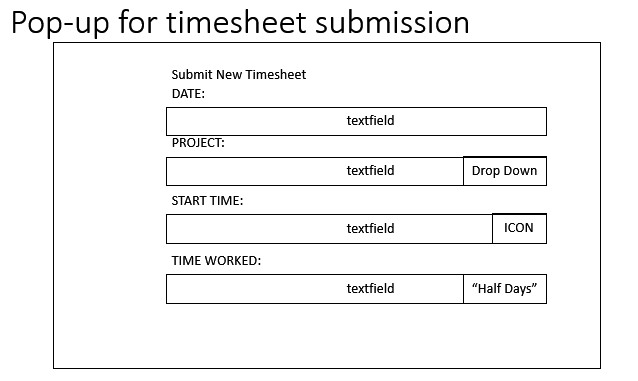 Pop-up for timesheet submission
Submit New Timesheet
DATE:
textfield
PROJECT:
textfield Drop Down
START TIME:
textfield ICON
TIME WORKED:
textfield “Half Days”